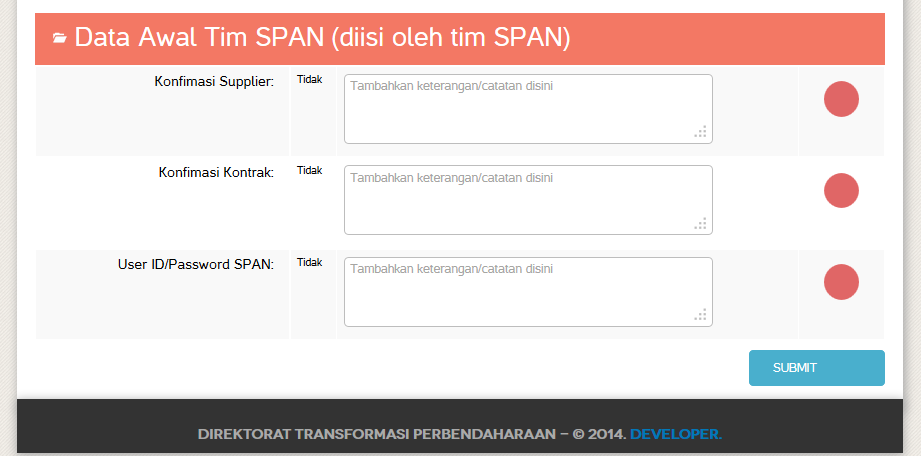 Data Awal Tim SPAN (diisi oleh tim SPAN)
Konfimasi Supplier: Tidak Tambahkan keterangan/catatan disini
Konfimasi Kontrak: Tidak Tambahkan keterangan/catatan disini
User ID/Password SPAN: Tidak Tambahkan keterangan/catatan disini
SUBMIT
DIREKTORAT TRANSFORMASI PERBENDAHARAAN – © 2014. DEVELOPER.